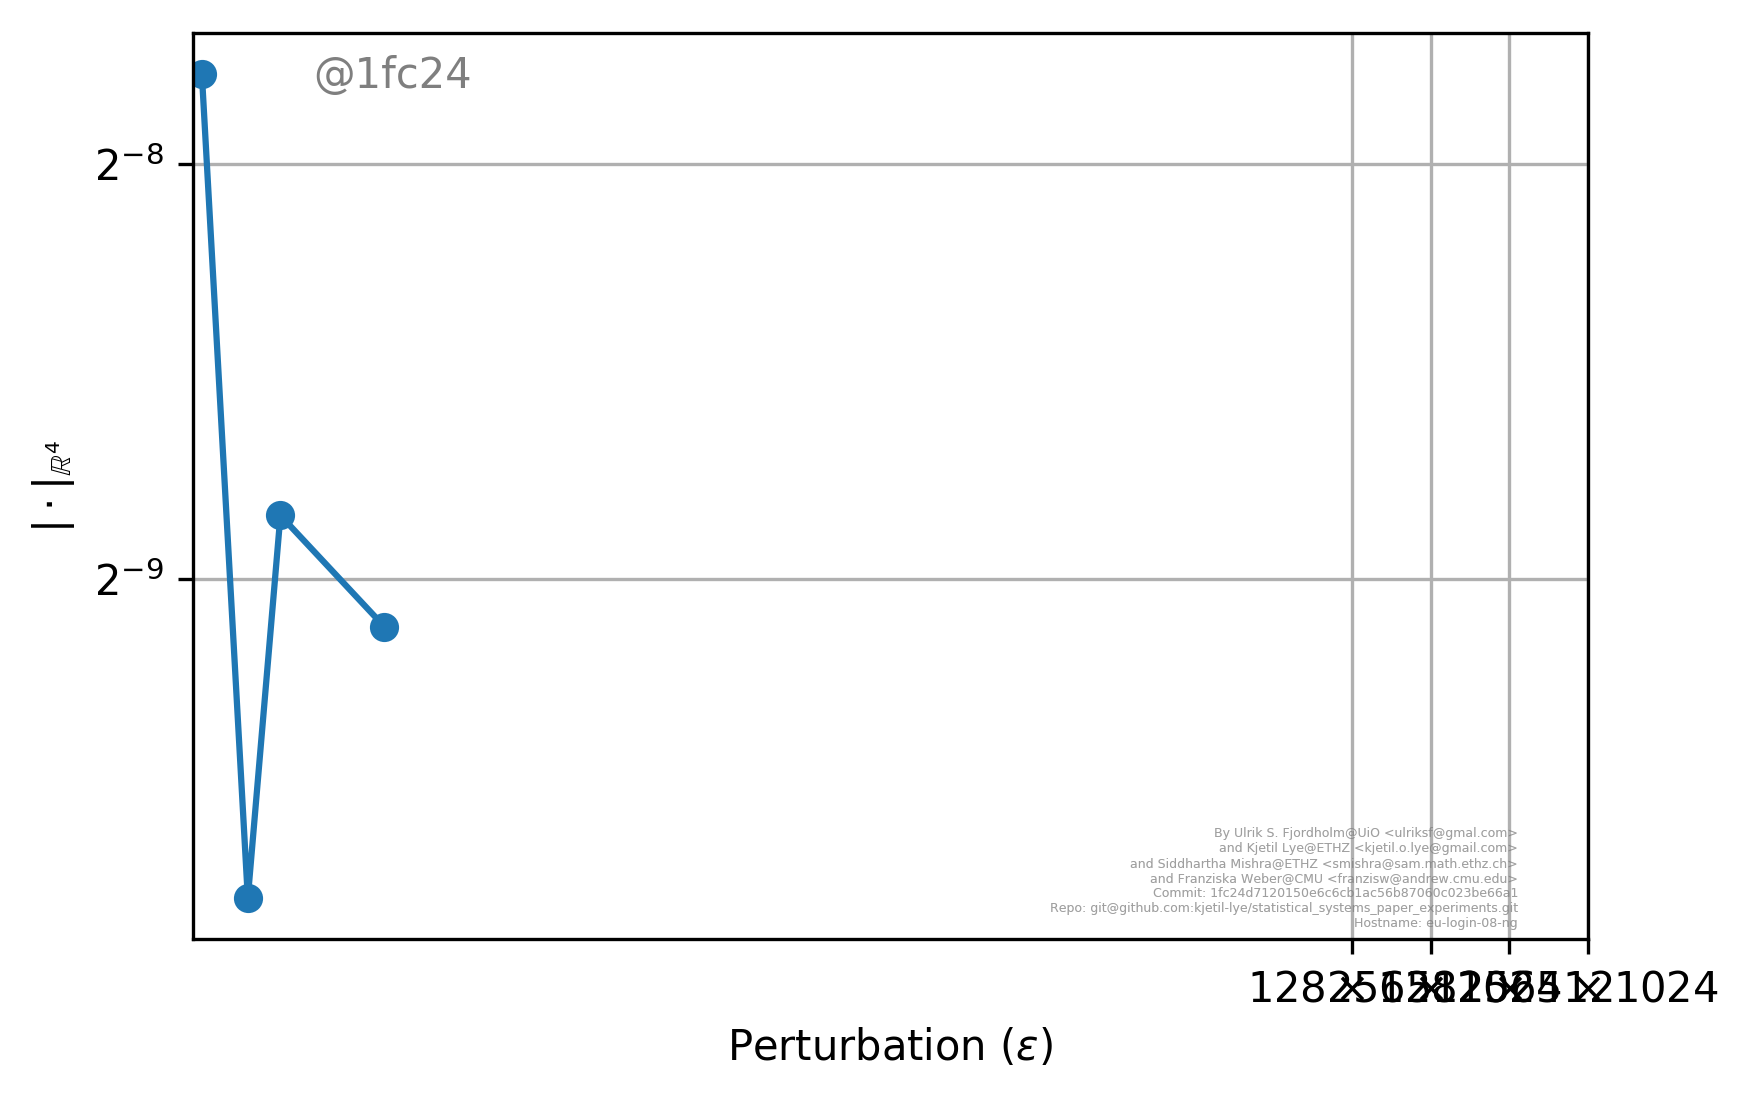 @1fc24
2⁻⁸
2⁻⁹
|·|ℝ⁴
By Ulrik S. Fjordholm@UiO <ulriksf@gmal.com>
and Kjetil Lye@ETHZ <kjetil.o.lye@gmail.com>
and Siddhartha Mishra@ETHZ <smishra@sam.math.ethz.ch>
and Franziska Weber@CMU <franzisw@andrew.cmu.edu>
Commit: 1fc24d7120150e6c6cb1ac56b87060c023be66a1
Repo: git@github.com:kjetil-lye/statistical_systems_paper_experiments.git
Hostname: eu-login-08-ng
Perturbation (ε)